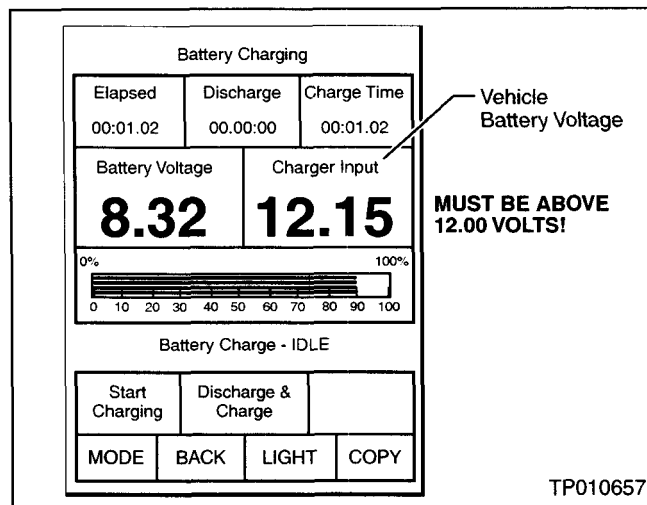 Battery Charging
Elapsed Discharge Charge Time
00:01.02 00.00:00 00:01.02
Vehicle
Battery Voltage
Battery Voltage Charger Input
8.32 12.15
MUST BE ABOVE
12.00 VOLTS!
0% 100%
0 10 20 30 40 50 60 70 80 90 100
Battery Charge - IDLE
Start
Charging
Discharge &
Charge
MODE BACK LIGHT COPY
TP010657